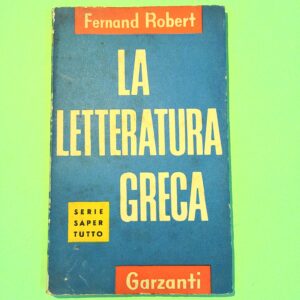 Fernand Robert
LA
LETTERATURA
GRECA
SERIE
SAPER
TUTTO
Garzanti